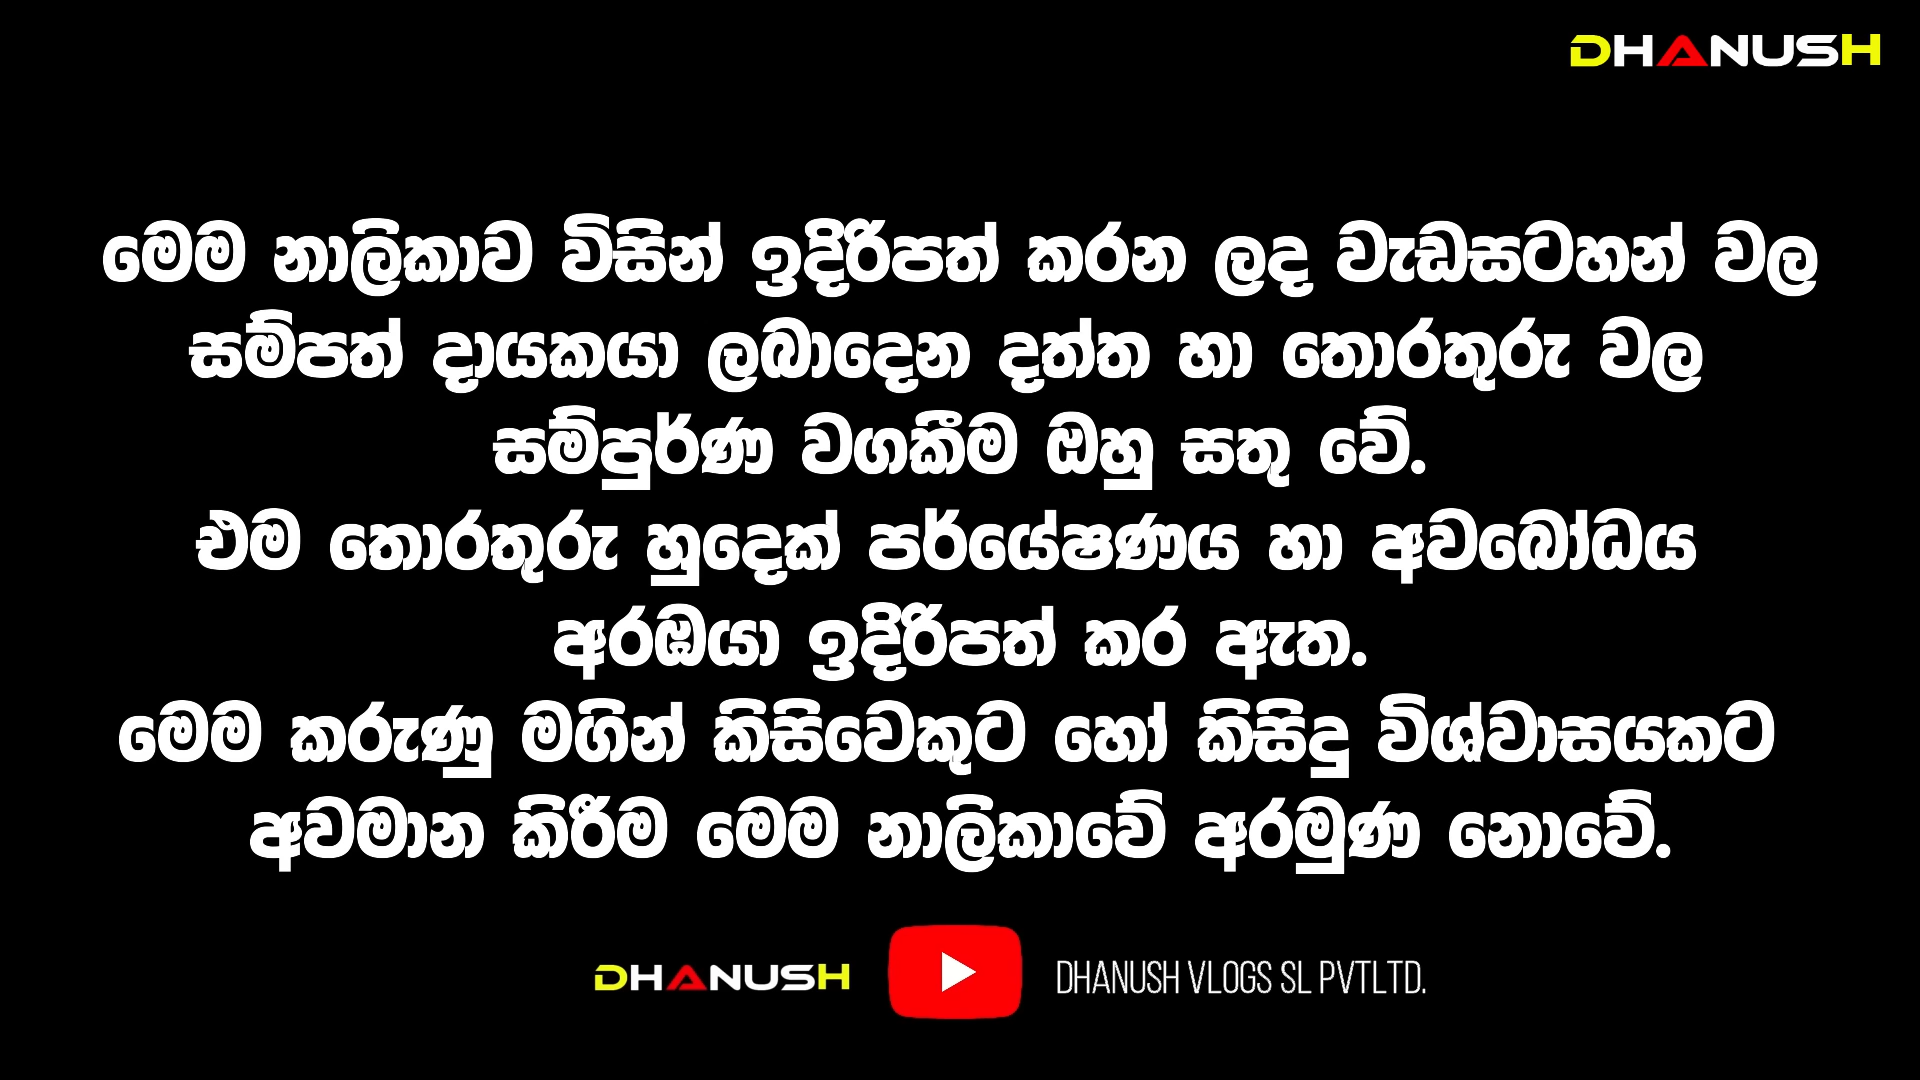 DHANUSH
මෙම නාලිකාව විසින් ඉදිරිපත් කරන ලද වැඩසටහන් වල
සම්පත් දායකයා ලබාදෙන දත්ත හා තොරතුරු වල
සම්පුර්ණ වගකීම ඔහු සතු වේ.
එම තොරතුරු හුදෙක් පර්යේෂණය හා අවබෝධය
අරඹයා ඉදිරිපත් කර ඇත.
මෙම කරුණු මගින් කිසිවෙකුට හෝ කිසිදු විශ්වාසයකට
අවමාන කිරීම මෙම නාලිකාවේ අරමුණ නොවේ.
DHANUSH DHANUSH VLOGS SL PVTLTD.